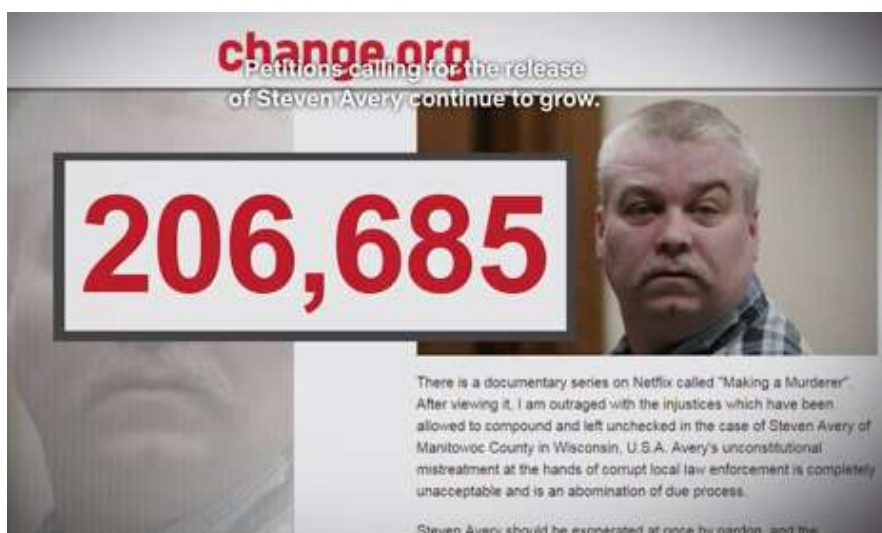 change.org
Petitions calling for the release
of Steven Avery continue to grow.
206,685
There is a documentary series on Netflix called "Making a Murderer".
After viewing it, I am outraged with the injustices which have been
allowed to compound and left unchecked in the case of Steven Avery of
Manitowoc County in Wisconsin, U.S.A. Avery's unconstitutional
mistreatment at the hands of corrupt local law enforcement is completely
unacceptable and is an abomination of due process.
Steven Avery should be exonerated at once by pardon, and the